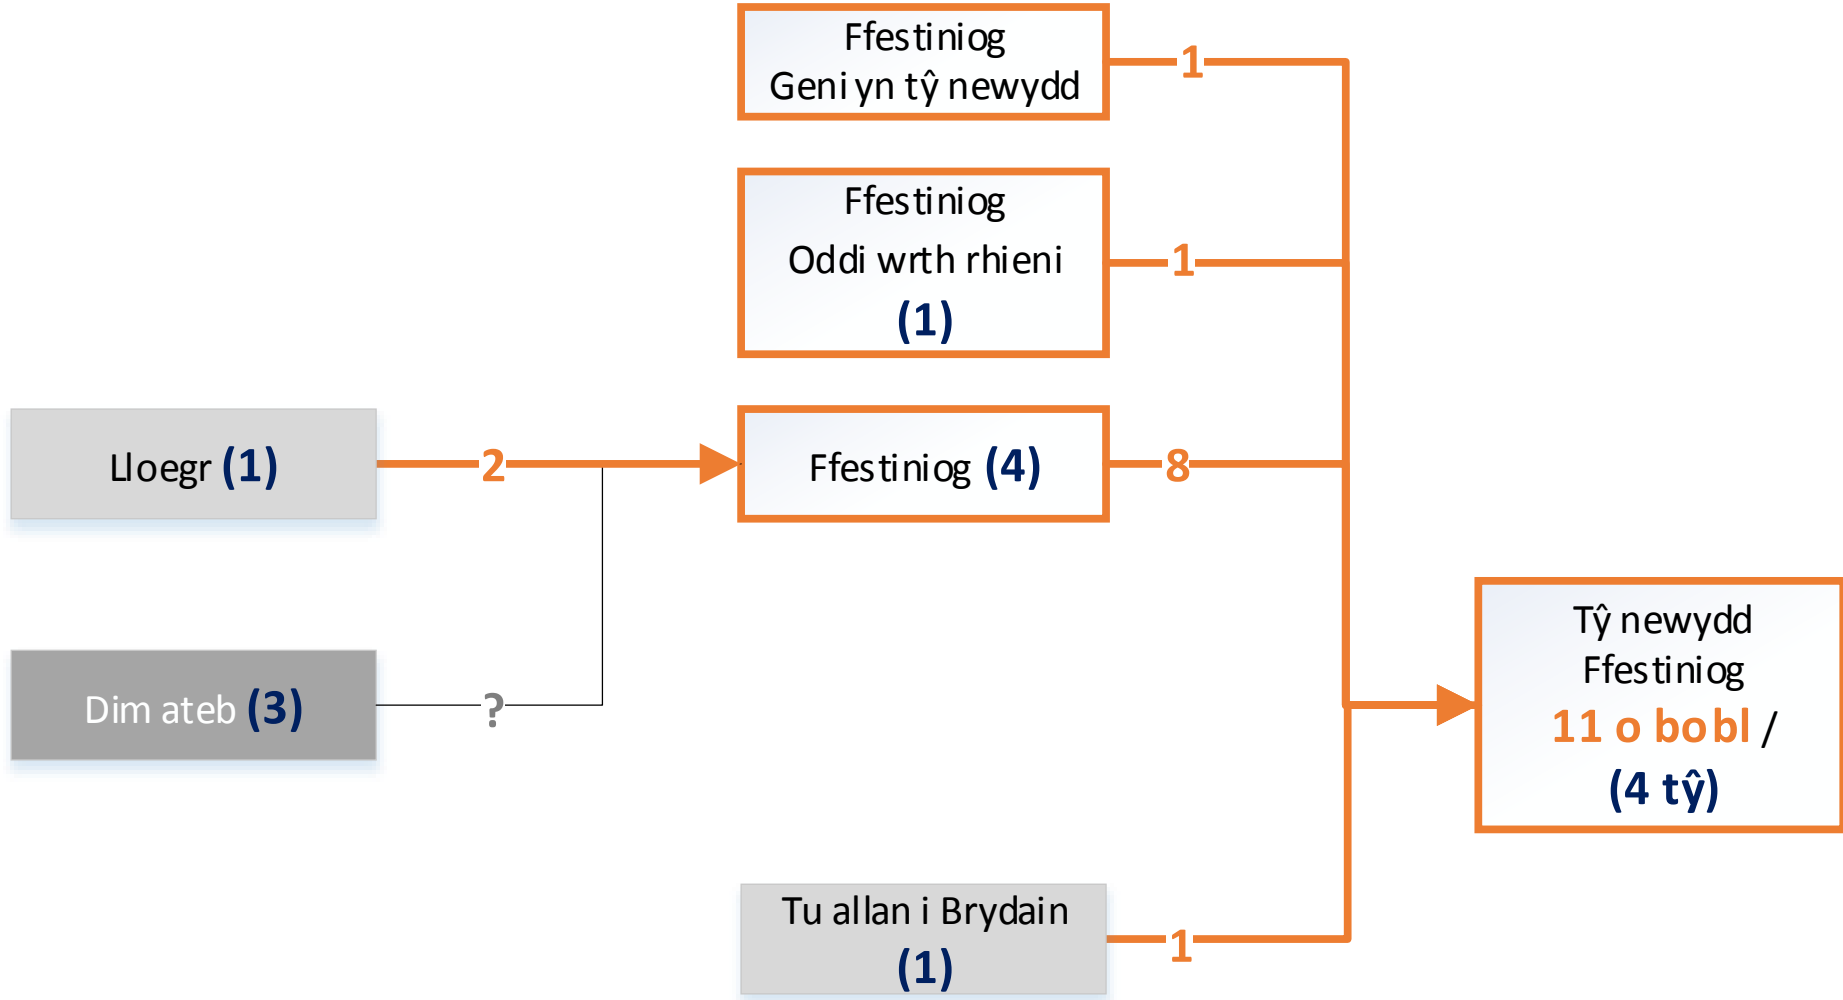 Ffestiniog
Geni yn tŷ newydd
1
Ffestiniog
Oddi wrth rhieni
(1)
1
Lloegr (1)
2
Ffestiniog (4)
8
Dim ateb (3)
?
Tŷ newydd
Ffestiniog
11 o bobl /
(4 tŷ)
Tu allan i Brydain
(1)
1